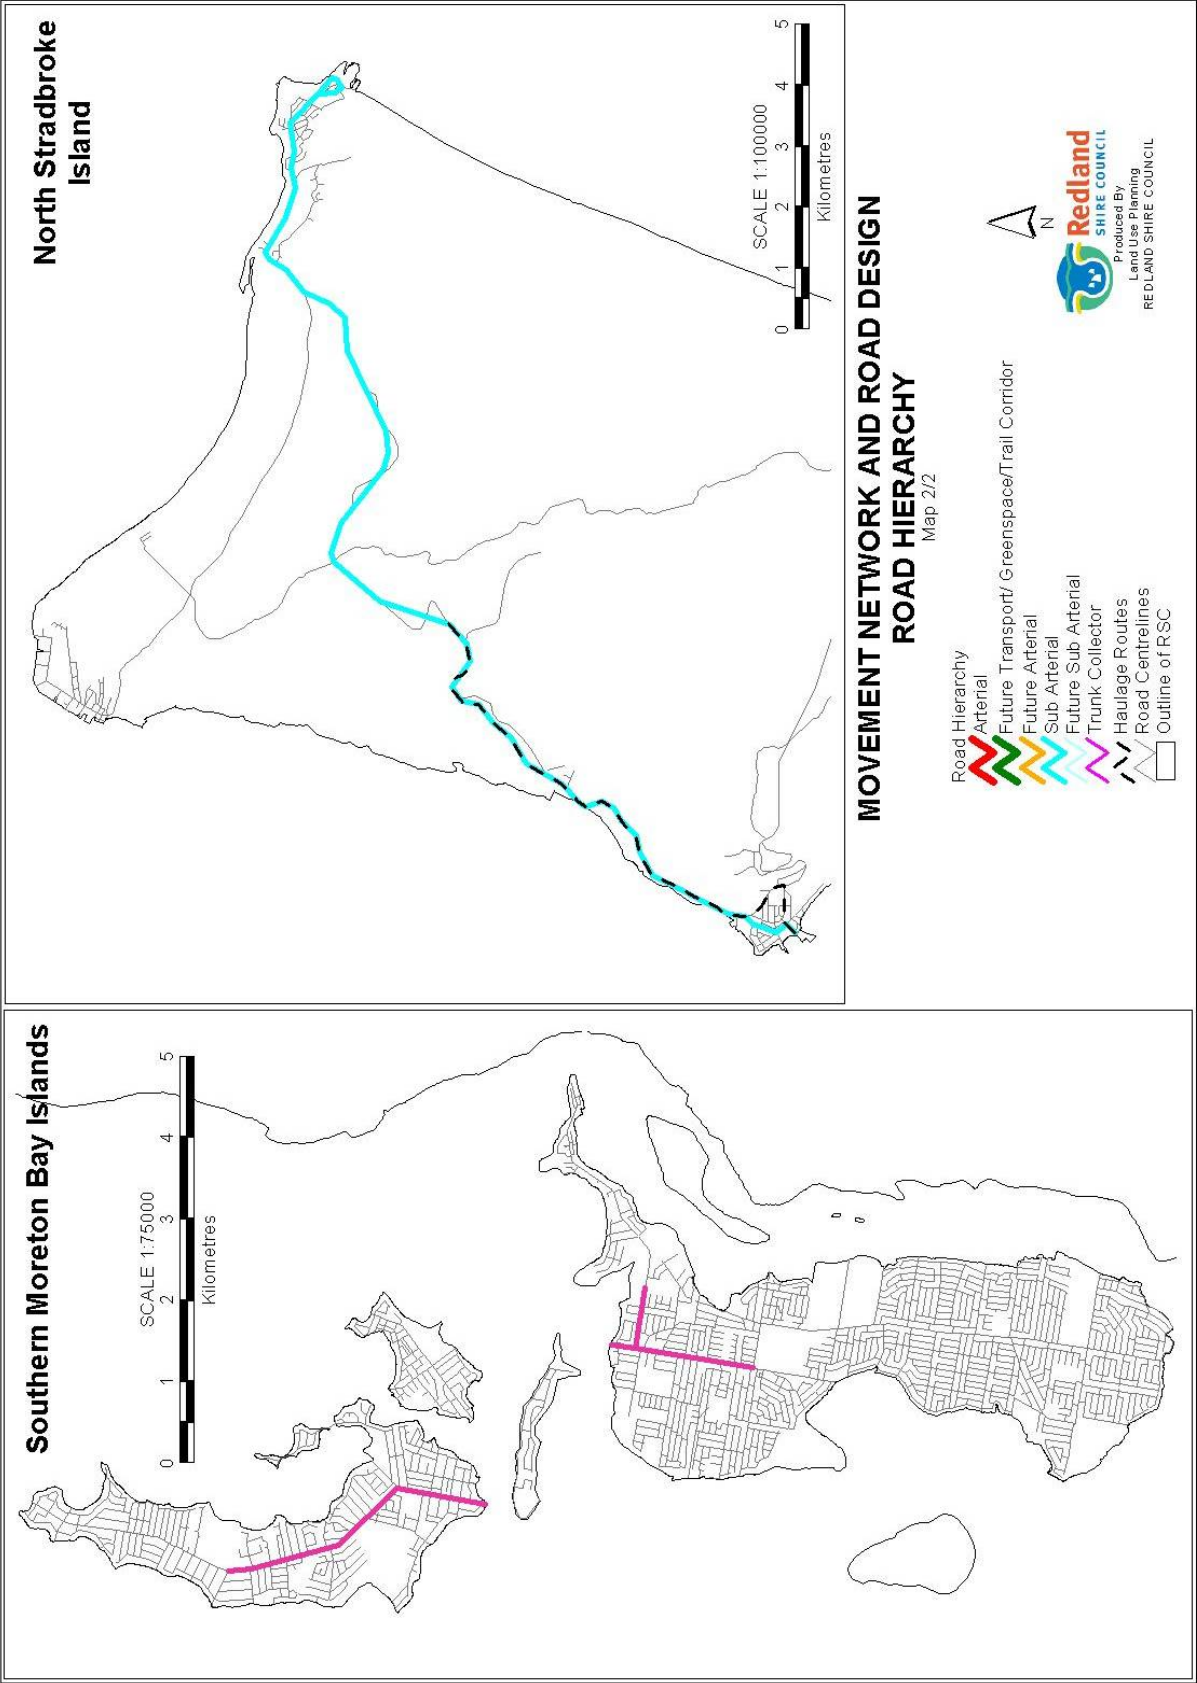 Southern Moreton Bay Islands
SCALE 1:75000
0 1 2 3 4 5
Kilometres
North Stradbroke
Island
SCALE 1:100000
0 1 2 3 4 5
Kilometres
MOVEMENT NETWORK AND ROAD DESIGN
ROAD HIERARCHY
Map 2/2
Road Hierarchy
Arterial
Future Transport/ Greenspace/Trail Corridor
Future Arterial
Sub Arterial
Future Sub Arterial
Trunk Collector
Haulage Routes
Road Centrelines
Outline of RSC
N
Redland
SHIRE COUNCIL
Produced By
Land Use Planning
REDLAND SHIRE COUNCIL